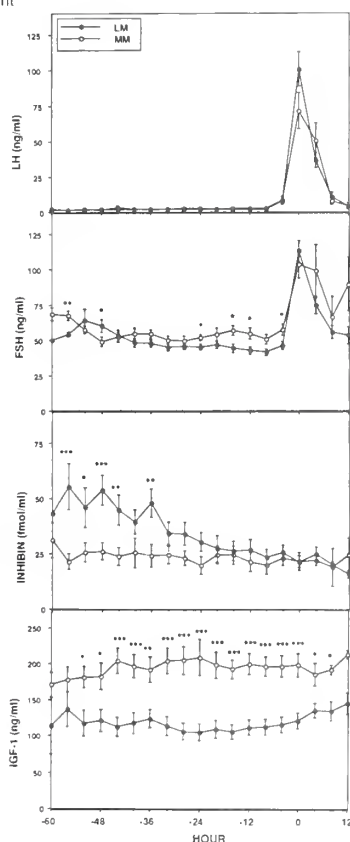 nt
LM
MM
LH (ng/ml)
125
100
75
50
25
0
FSH (ng/ml)
125
100
75
50
25
0
** * * * * *
INHIBIN (fmol/ml)
75
50
25
0
*** * *** ** **
IGF-1 (ng/ml)
250
200
150
100
50
0
* * *** *** ** *** *** *** *** *** *** *** *** *** * *
-60 -48 -36 -24 -12 0 12
HOUR